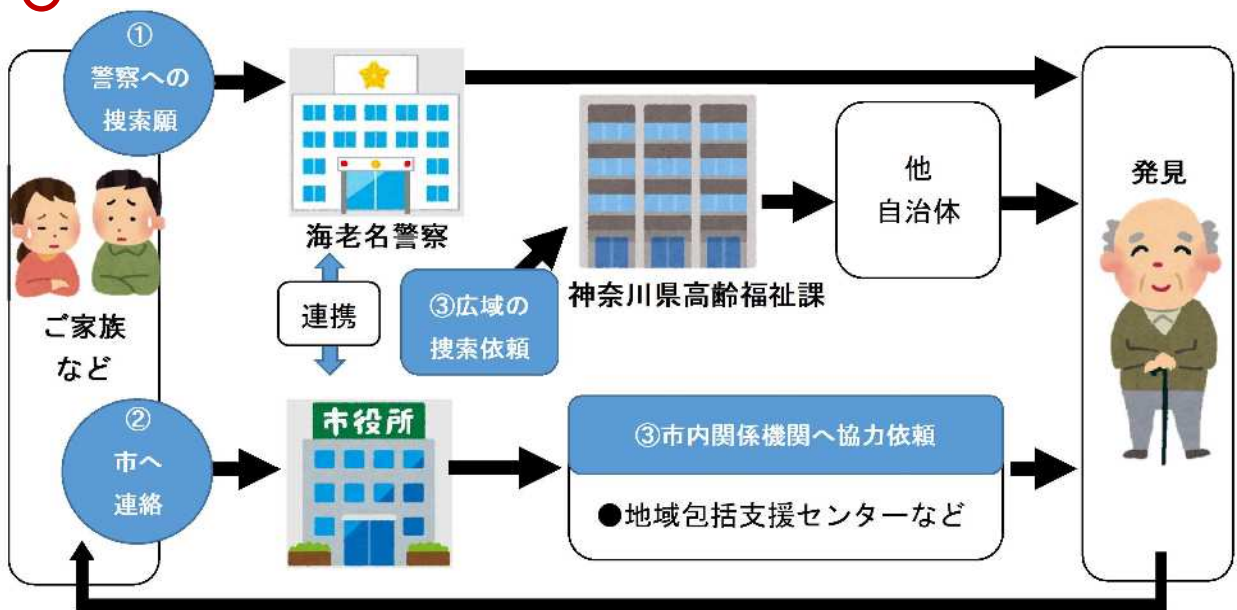 ①
警察への
捜索願
海老名警察
連携
③広域の
捜索依頼
神奈川県高齢福祉課
他
自治体
発見
ご家族
など
②
市へ
連絡
市役所
③市内関係機関へ協力依頼
●地域包括支援センターなど